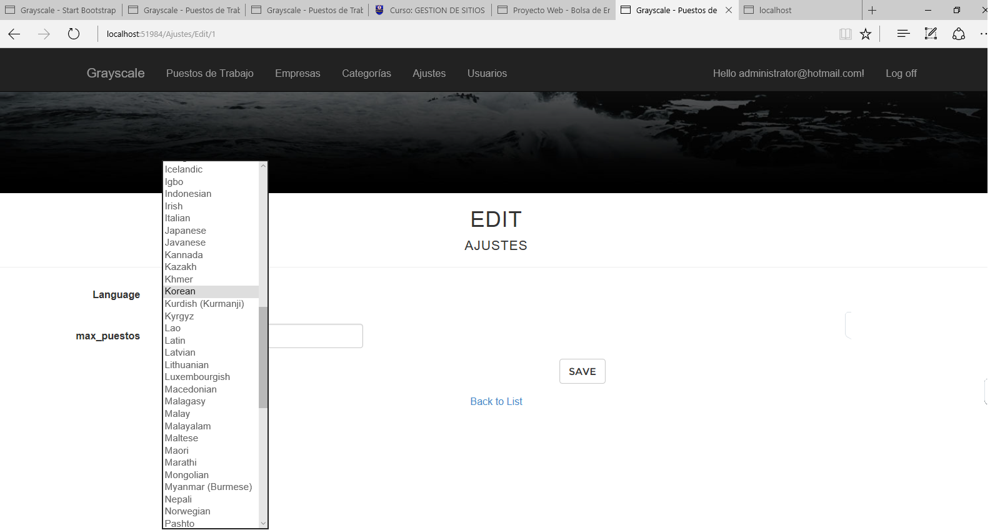 Grayscale - Start Bootstrap
Grayscale - Puestos de Trab
Grayscale - Puestos de Trab
Curso: GESTION DE SITIOS
Proyecto Web - Bolsa de Em
Grayscale - Puestos de
localhost
localhost:51984/Ajustes/Edit/1
Grayscale Puestos de Trabajo Empresas Categorías Ajustes Usuarios Hello administrator@hotmail.com! Log off
EDIT
AJUSTES
Language
max_puestos
Icelandic
Igbo
Indonesian
Irish
Italian
Japanese
Javanese
Kannada
Kazakh
Khmer
Korean
Kurdish (Kurmanji)
Kyrgyz
Lao
Latin
Latvian
Lithuanian
Luxembourgish
Macedonian
Malagasy
Malay
Malayalam
Maltese
Maori
Marathi
Mongolian
Myanmar (Burmese)
Nepali
Norwegian
Pashto
SAVE
Back to List